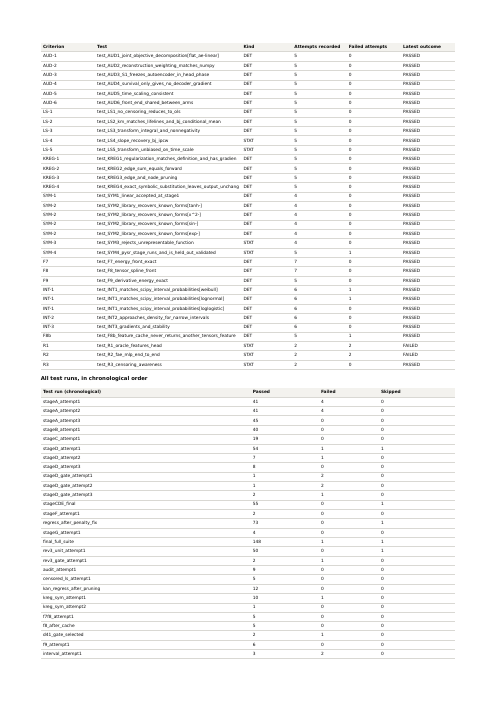 Criterion Test Kind Attempts recorded Failed attempts Latest outcome
AUD-1 test_AUD1_joint_objective_decomposition[flat_ae-linear] DET 5 0 PASSED
AUD-2 test_AUD2_reconstruction_weighting_matches_numpy DET 5 0 PASSED
AUD-3 test_AUD3_S1_freezes_autoencoder_in_head_phase DET 5 0 PASSED
AUD-4 test_AUD4_survival_only_gives_no_decoder_gradient DET 5 0 PASSED
AUD-5 test_AUD5_time_scaling_consistent DET 5 0 PASSED
AUD-6 test_AUD6_front_end_shared_between_arms DET 5 0 PASSED
LS-1 test_LS1_no_censoring_reduces_to_ols DET 5 0 PASSED
LS-2 test_LS2_km_matches_lifelines_and_bj_conditional_mean DET 5 0 PASSED
LS-3 test_LS3_transform_integral_and_nonnegativity DET 5 0 PASSED
LS-4 test_LS4_slope_recovery_bj_ipcw STAT 5 0 PASSED
LS-5 test_LS5_transform_unbiased_on_time_scale STAT 5 0 PASSED
KREG-1 test_KREG1_regularization_matches_definition_and_has_gradien DET 5 0 PASSED
KREG-2 test_KREG2_edge_sum_equals_forward DET 5 0 PASSED
KREG-3 test_KREG3_edge_and_node_pruning DET 5 0 PASSED
KREG-4 test_KREG4_exact_symbolic_substitution_leaves_output_unchang DET 5 0 PASSED
SYM-1 test_SYM1_linear_accepted_at_stage1 DET 4 0 PASSED
SYM-2 test_SYM2_library_recovers_known_forms[tanh-] DET 4 0 PASSED
SYM-2 test_SYM2_library_recovers_known_forms[x^2-] DET 4 0 PASSED
SYM-2 test_SYM2_library_recovers_known_forms[sin-] DET 4 0 PASSED
SYM-2 test_SYM2_library_recovers_known_forms[exp-] DET 4 0 PASSED
SYM-3 test_SYM3_rejects_unrepresentable_function STAT 4 0 PASSED
SYM-4 test_SYM4_pysr_stage_runs_and_is_held_out_validated STAT 5 1 PASSED
F7 test_F7_energy_front_exact DET 7 0 PASSED
F8 test_F8_tensor_spline_front DET 7 0 PASSED
F9 test_F9_derivative_energy_exact DET 5 0 PASSED
INT-1 test_INT1_matches_scipy_interval_probabilities[weibull] DET 6 1 PASSED
INT-1 test_INT1_matches_scipy_interval_probabilities[lognormal] DET 6 1 PASSED
INT-1 test_INT1_matches_scipy_interval_probabilities[loglogistic] DET 6 0 PASSED
INT-2 test_INT2_approaches_density_for_narrow_intervals DET 6 0 PASSED
INT-3 test_INT3_gradients_and_stability DET 6 0 PASSED
F8b test_F8b_feature_cache_never_returns_another_tensors_feature DET 5 1 PASSED
R1 test_R1_oracle_features_head STAT 2 2 FAILED
R2 test_R2_fae_mlp_end_to_end STAT 2 2 FAILED
R3 test_R3_censoring_awareness STAT 2 0 PASSED
All test runs, in chronological order
Test run (chronological) Passed Failed Skipped
stageA_attempt1 41 4 0
stageA_attempt2 41 4 0
stageA_attempt3 45 0 0
stageB_attempt1 40 0 0
stageC_attempt1 19 0 0
stageD_attempt1 54 1 1
stageD_attempt2 7 1 0
stageD_attempt3 8 0 0
stageD_gate_attempt1 1 2 0
stageD_gate_attempt2 1 2 0
stageD_gate_attempt3 2 1 0
stageCDE_final 55 0 1
stageF_attempt1 2 0 0
regress_after_penalty_fix 73 0 1
stageG_attempt1 4 0 0
final_full_suite 148 1 1
rev3_unit_attempt1 50 0 1
rev3_gate_attempt1 2 1 0
audit_attempt1 9 0 0
censored_ls_attempt1 5 0 0
kan_regress_after_pruning 12 0 0
kreg_sym_attempt1 10 1 0
kreg_sym_attempt2 1 0 0
f7f8_attempt1 5 0 0
f8_after_cache 5 0 0
d41_gate_selected 2 1 0
f9_attempt1 6 0 0
interval_attempt1 3 2 0